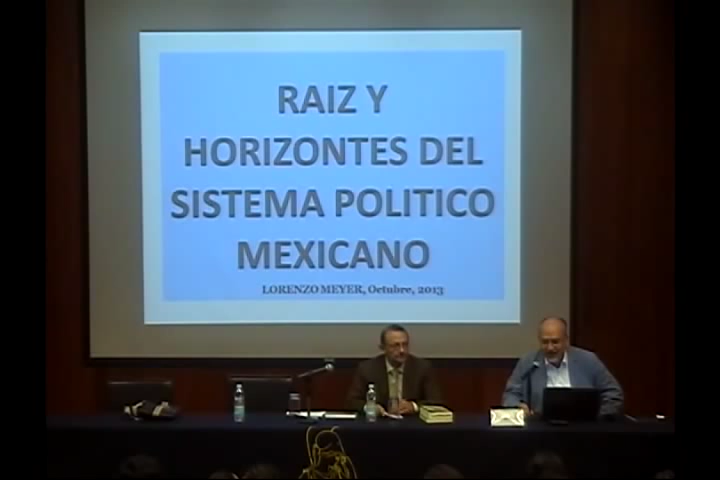 RAIZ Y
HORIZONTES DEL
SISTEMA POLITICO
MEXICANO
LORENZO MEYER, Octubre, 2013